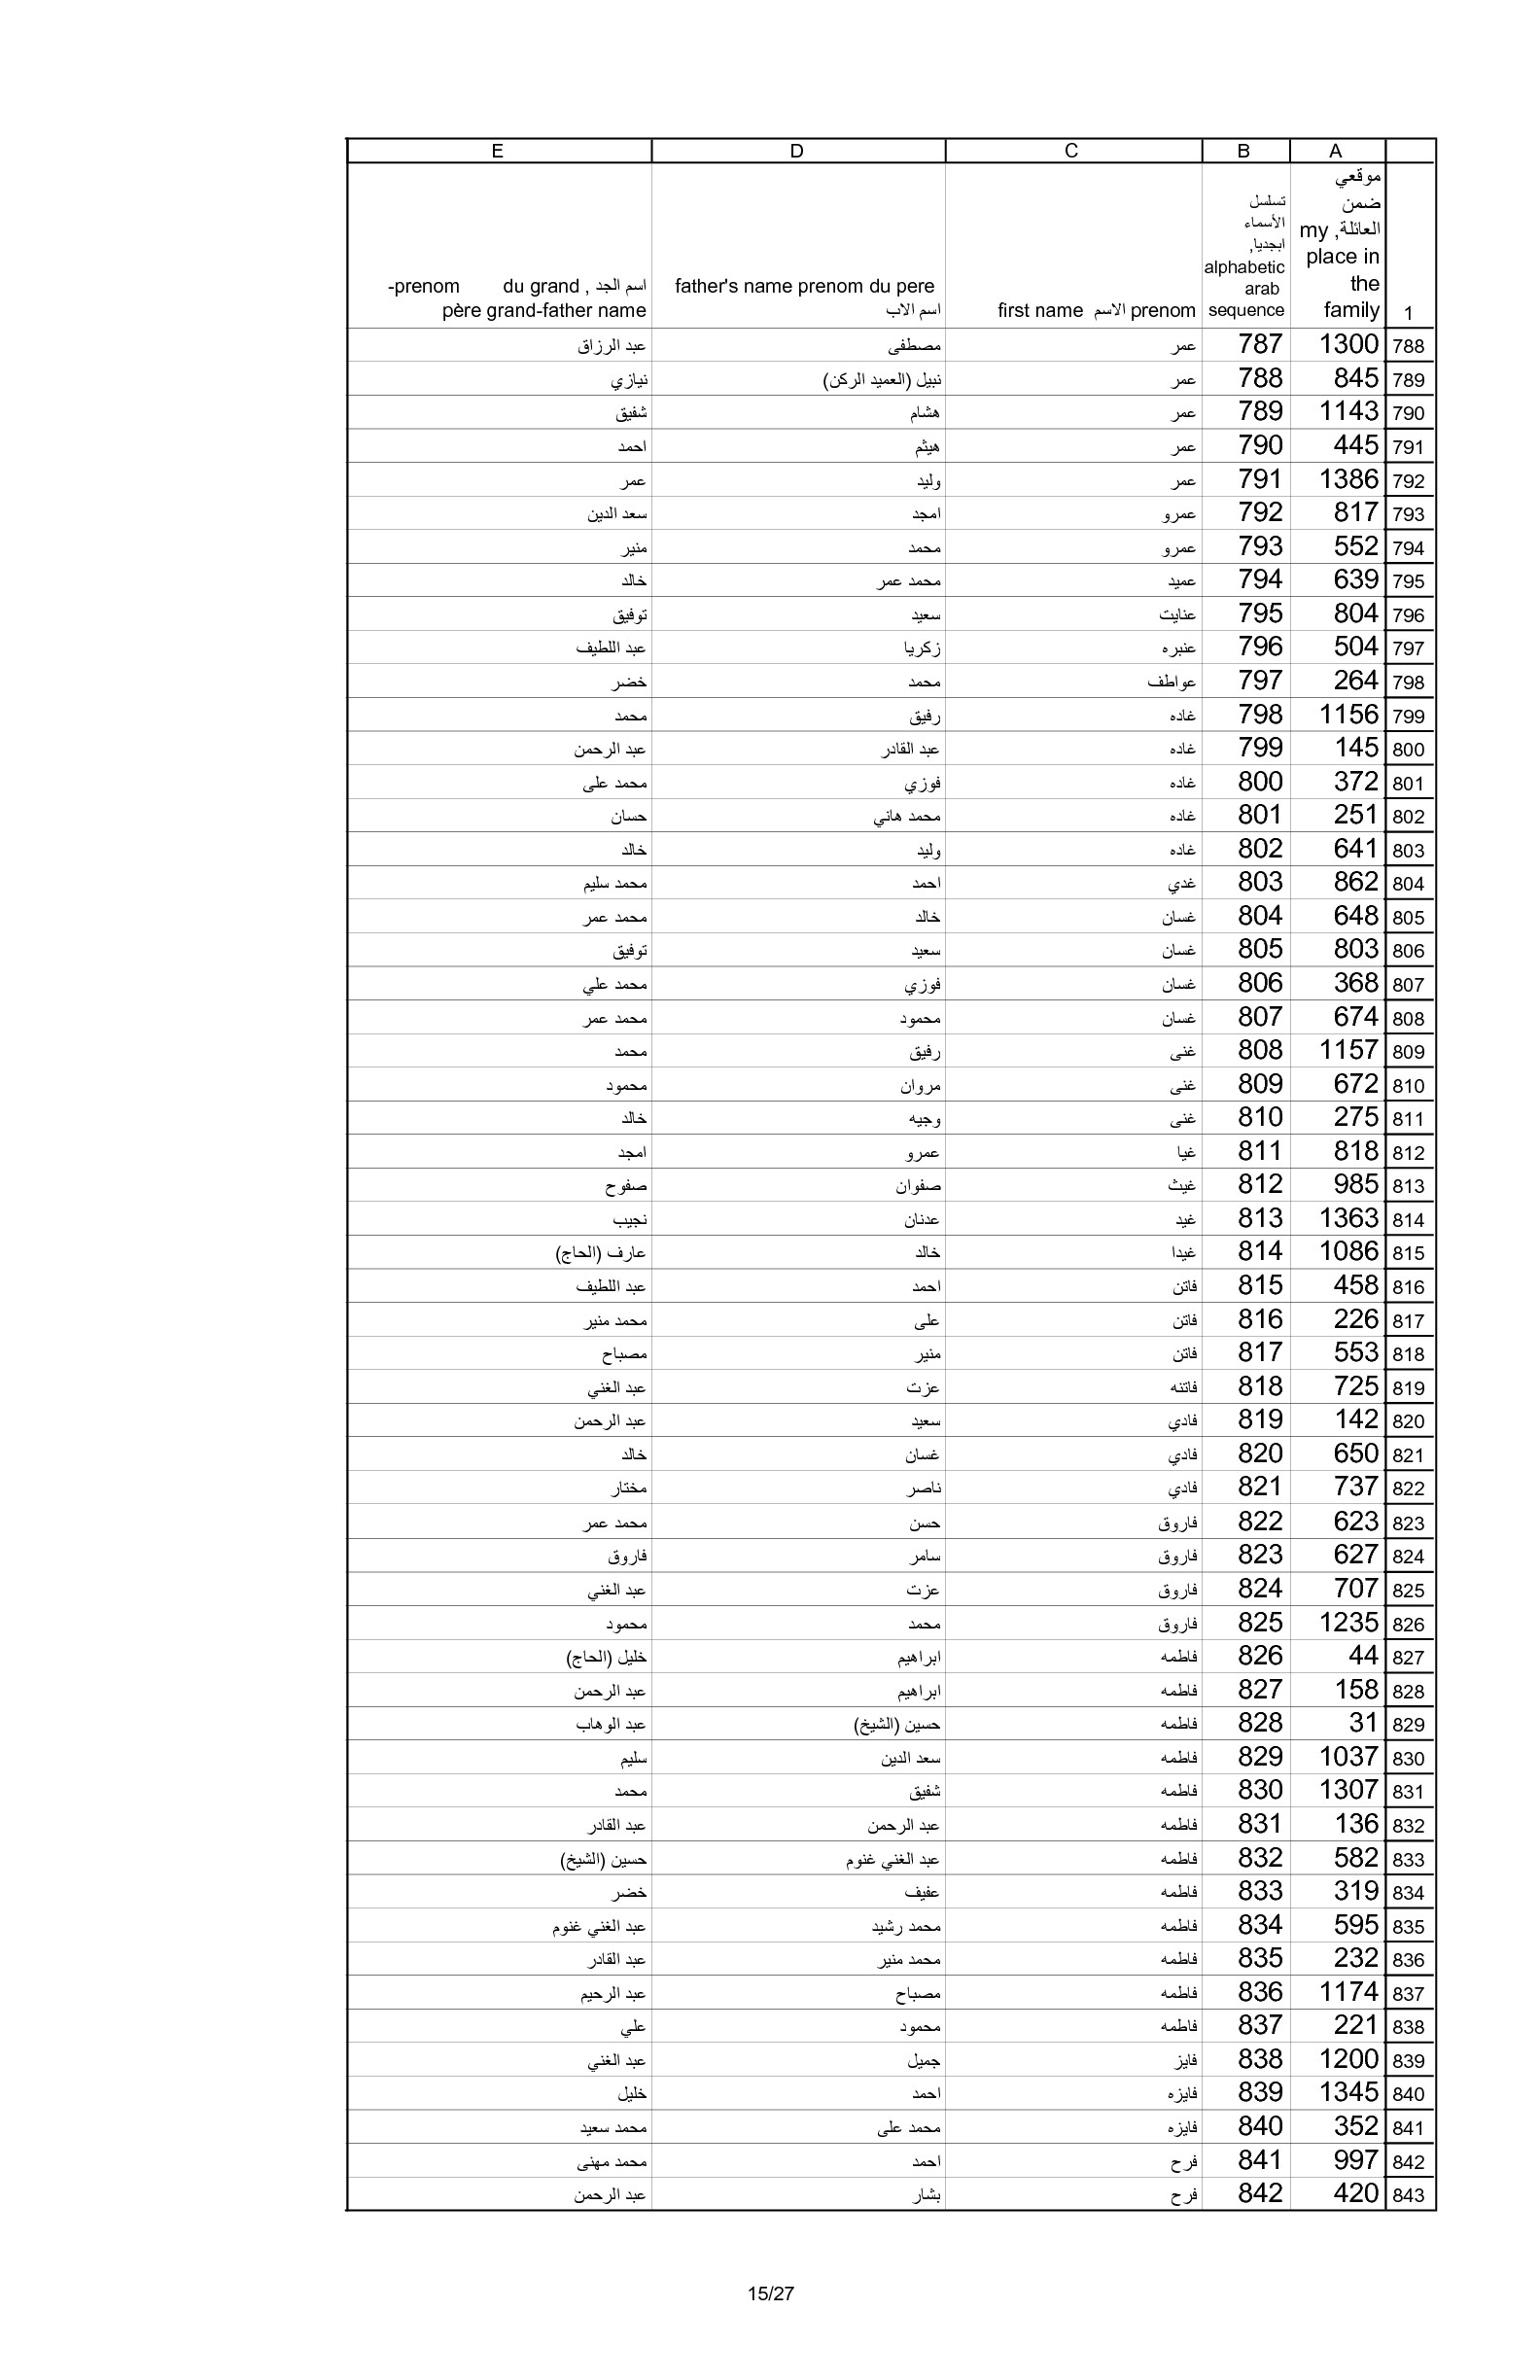 A B C D E
1 موقعي ضمن العائلة, my place in the family تسلسل الأسماء ابجديا, alphabetic arab sequence first name الاسم prenom father's name prenom du pere اسم الاب اسم الجد , du grand -prenom père grand-father name
788 1300 787 عمر مصطفى عبد الرزاق
789 845 788 عمر نبيل (العميد الركن) نيازي
790 1143 789 عمر هشام شفيق
791 445 790 عمر هيثم احمد
792 1386 791 عمر وليد عمر
793 817 792 عمرو امجد سعد الدين
794 552 793 عمرو محمد منير
795 639 794 عميد محمد عمر خالد
796 804 795 عنايت سعيد توفيق
797 504 796 عنبره زكريا عبد اللطيف
798 264 797 عواطف محمد خضر
799 1156 798 غاده رفيق محمد
800 145 799 غاده عبد القادر عبد الرحمن
801 372 800 غاده فوزي محمد على
802 251 801 غاده محمد هاني حسان
803 641 802 غاده وليد خالد
804 862 803 غدي احمد محمد سليم
805 648 804 غسان خالد محمد عمر
806 803 805 غسان سعيد توفيق
807 368 806 غسان فوزي محمد علي
808 674 807 غسان محمود محمد عمر
809 1157 808 غنى رفيق محمد
810 672 809 غنى مروان محمود
811 275 810 غنى وجيه خالد
812 818 811 غيا عمرو امجد
813 985 812 غيث صفوان صفوح
814 1363 813 غيد عدنان نجيب
815 1086 814 غيدا خالد عارف (الحاج)
816 458 815 فاتن احمد عبد اللطيف
817 226 816 فاتن على محمد منير
818 553 817 فاتن منير مصباح
819 725 818 فاتنه عزت عبد الغني
820 142 819 فادي سعيد عبد الرحمن
821 650 820 فادي غسان خالد
822 737 821 فادي ناصر مختار
823 623 822 فاروق حسن محمد عمر
824 627 823 فاروق سامر فاروق
825 707 824 فاروق عزت عبد الغني
826 1235 825 فاروق محمد محمود
827 44 826 فاطمه ابراهيم خليل (الحاج)
828 158 827 فاطمه ابراهيم عبد الرحمن
829 31 828 فاطمه حسين (الشيخ) عبد الوهاب
830 1037 829 فاطمه سعد الدين سليم
831 1307 830 فاطمه شفيق محمد
832 136 831 فاطمه عبد الرحمن عبد القادر
833 582 832 فاطمه عبد الغني غنوم حسين (الشيخ)
834 319 833 فاطمه عفيف خضر
835 595 834 فاطمه محمد رشيد عبد الغني غنوم
836 232 835 فاطمه محمد منير عبد القادر
837 1174 836 فاطمه مصباح عبد الرحيم
838 221 837 فاطمه محمود علي
839 1200 838 فايز جميل عبد الغني
840 1345 839 فايزه احمد خليل
841 352 840 فايزه محمد على محمد سعيد
842 997 841 فرح احمد محمد مهنى
843 420 842 فرح بشار عبد الرحمن
15/27